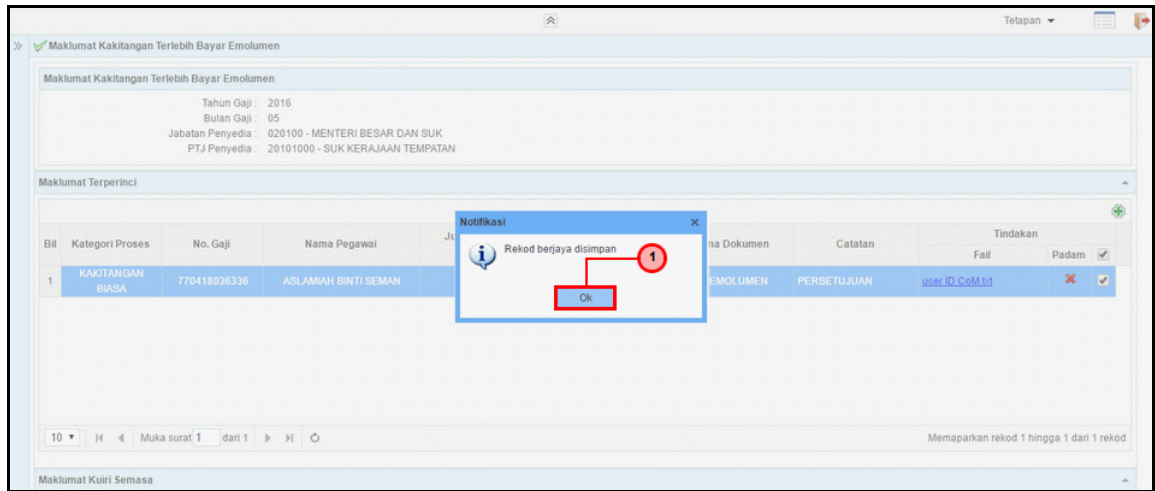 Tetapan
Maklumat Kakitangan Terlebih Bayar Emolumen
Maklumat Kakitangan Terlebih Bayar Emolumen
Tahun Gaji : 2016
Bulan Gaji : 05
Jabatan Penyedia : 020100 - MENTERI BESAR DAN SUK
PTJ Penyedia : 20101000 - SUK KERAJAAN TEMPATAN
Maklumat Terperinci
Notifikasi x
Rekod berjaya disimpan
1
Ok
Bil Kategori Proses No. Gaji Nama Pegawai Dokumen Catatan Tindakan
Fail Padam
1 KAKITANGAN BIASA 770418036336 ASLAMIAH BINTI SEMAN EMOLUMEN PERSETUJUAN user ID CoM.txt
10 Muka surat 1 dari 1 Memaparkan rekod 1 hingga 1 dari 1 rekod
Maklumat Kuiri Semasa